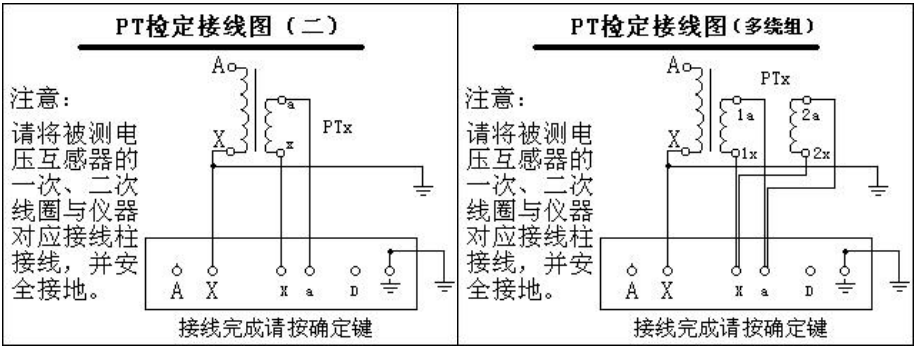 PT检定接线图（二）
A
注意：
a
PTx
请将被测电
压互感器的
X
x
一次、二次
线圈与仪器
对应接线柱
接线，并安
全接地。
A X x a D
接线完成请按确定键
PT检定接线图（多绕组）
A
PTx
注意：
1a 2a
请将被测电
压互感器的
X
1x 2x
一次、二次
线圈与仪器
对应接线柱
接线，并安
全接地。
A X x a D
接线完成请按确定键